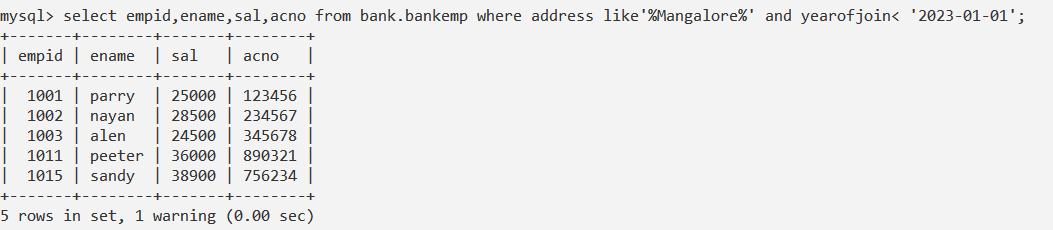 mysql> select empid,ename,sal,acno from bank.bankemp where address like'%Mangalore%' and yearofjoin< '2023-01-01';
+-------+--------+-------+--------+
| empid | ename  | sal   | acno   |
+-------+--------+-------+--------+
|  1001 | parry  | 25000 | 123456 |
|  1002 | nayan  | 28500 | 234567 |
|  1003 | alen   | 24500 | 345678 |
|  1011 | peeter | 36000 | 890321 |
|  1015 | sandy  | 38900 | 756234 |
+-------+--------+-------+--------+
5 rows in set, 1 warning (0.00 sec)